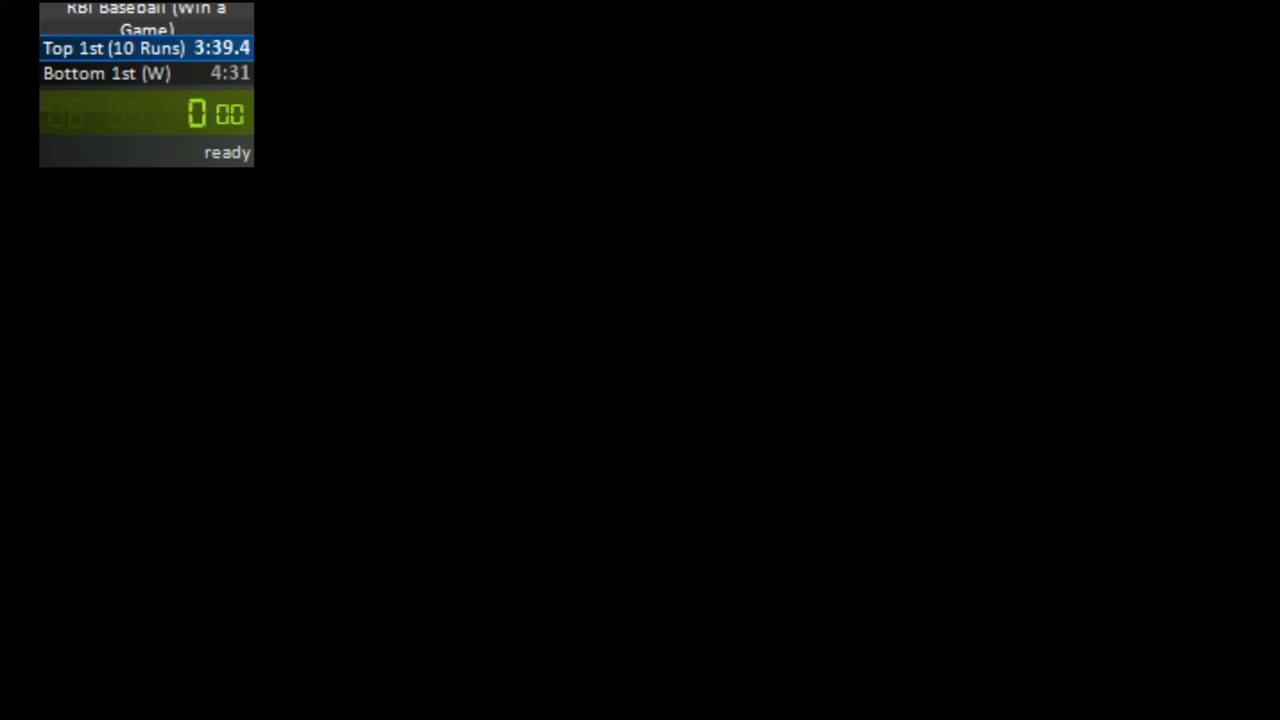 RBI Baseball (Win a
Game)
Top 1st (10 Runs) 3:39.4
Bottom 1st (W) 4:31
0 00
ready